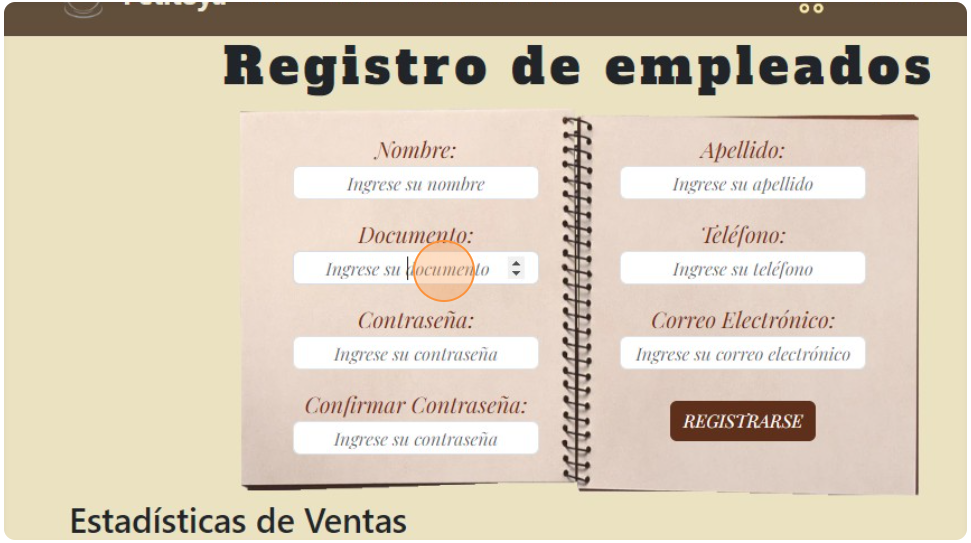 Registro de empleados
Nombre:
Ingrese su nombre
Apellido:
Ingrese su apellido
Documento:
Ingrese su documento
Teléfono:
Ingrese su teléfono
Contraseña:
Ingrese su contraseña
Correo Electrónico:
Ingrese su correo electrónico
Confirmar Contraseña:
Ingrese su contraseña
REGISTRARSE
Estadísticas de Ventas